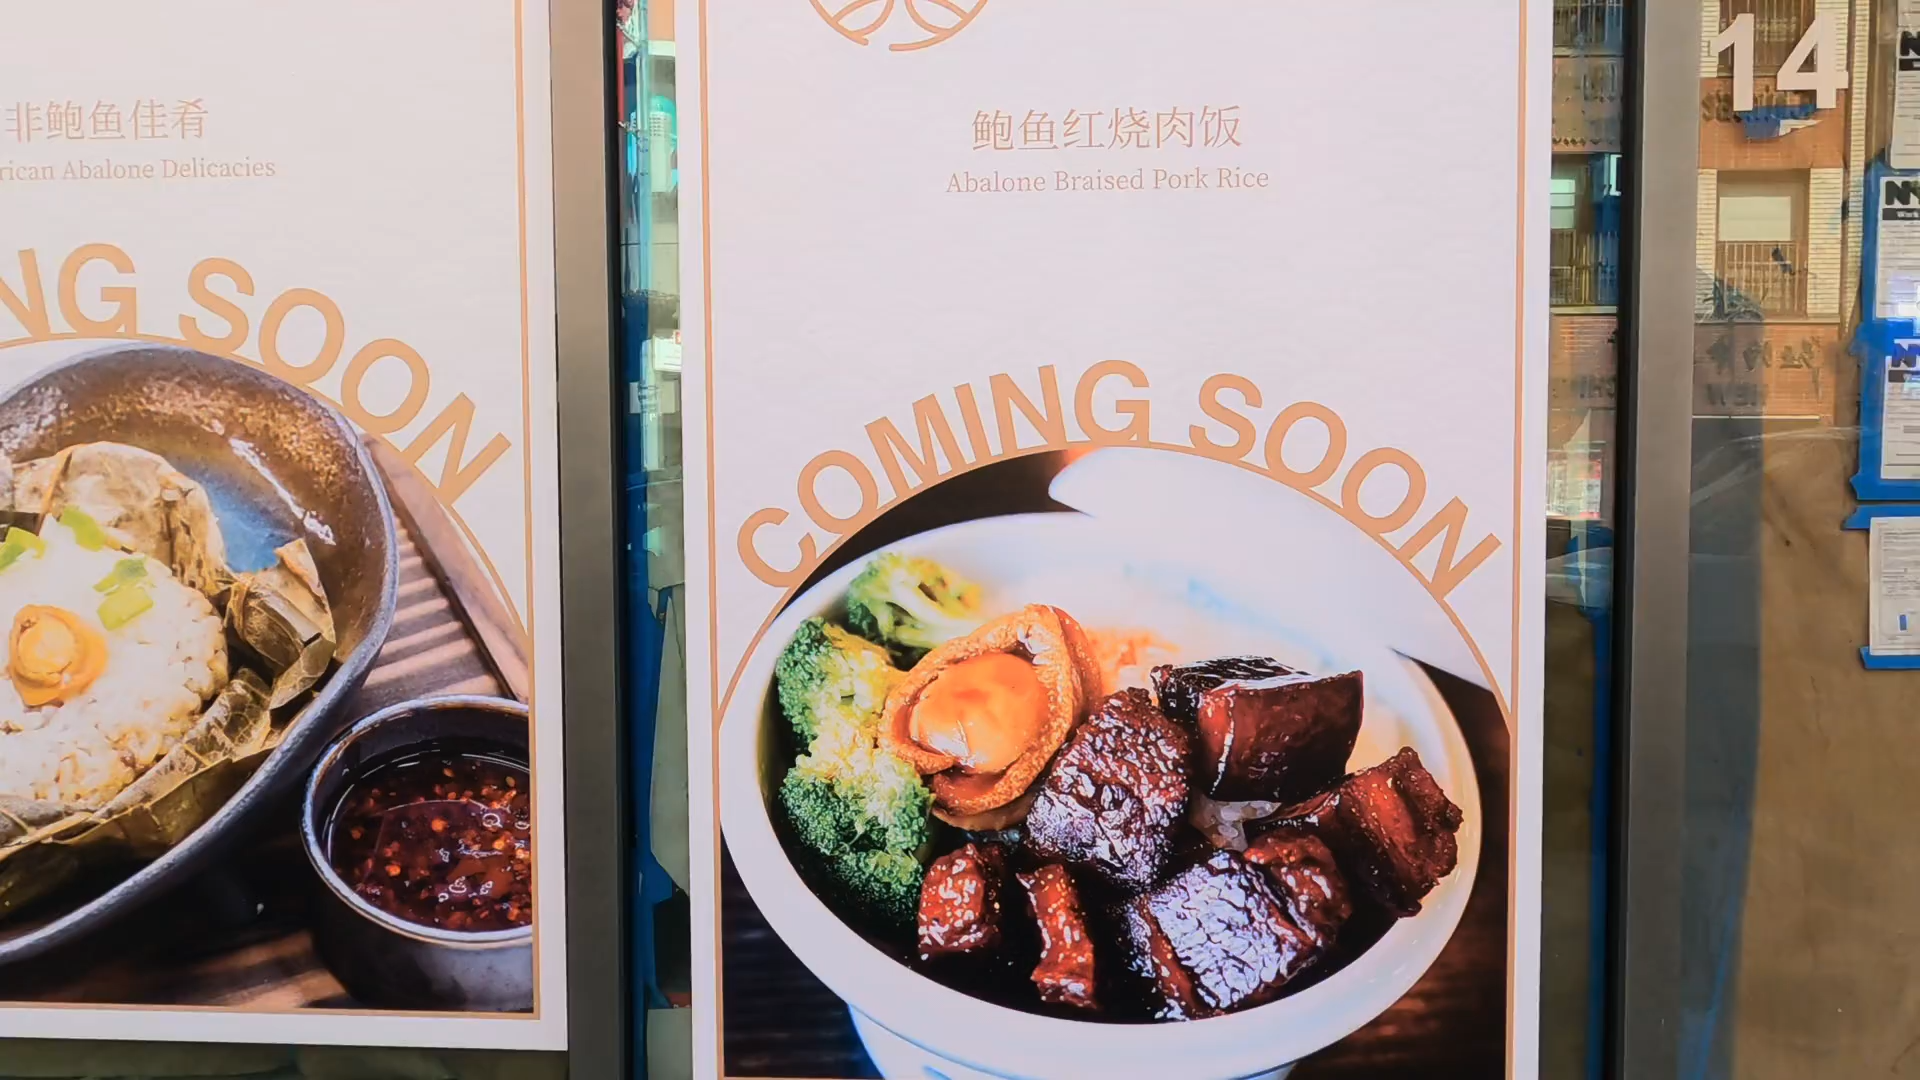 非鲍鱼佳肴
rican Abalone Delicacies
NG SOON
鲍鱼红烧肉饭
Abalone Braised Pork Rice
COMING SOON
14